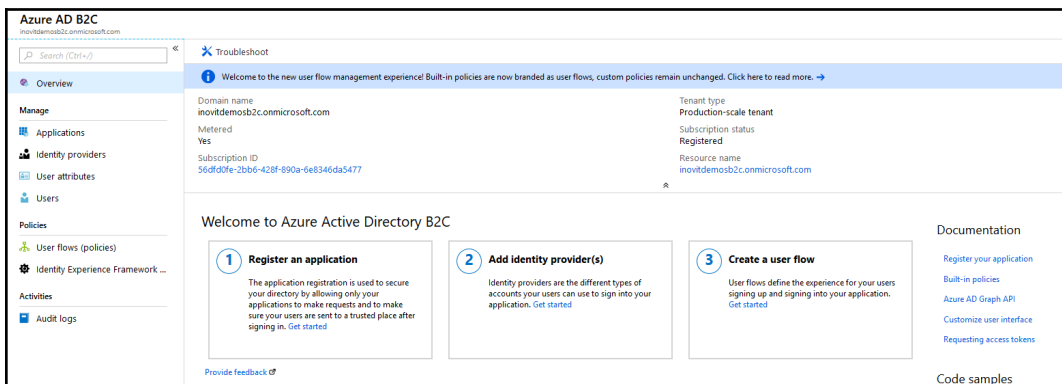 Azure AD B2C
inovitdemosb2c.onmicrosoft.com
Search (Ctrl+/)
«
Overview
Manage
Applications
Identity providers
User attributes
Users
Policies
User flows (policies)
Identity Experience Framework ...
Activities
Audit logs
Troubleshoot
Welcome to the new user flow management experience! Built-in policies are now branded as user flows, custom policies remain unchanged. Click here to read more. →
Domain name
inovitdemosb2c.onmicrosoft.com
Metered
Yes
Subscription ID
56dfd0fe-2bb6-428f-890a-6e8346da5477
Tenant type
Production-scale tenant
Subscription status
Registered
Resource name
inovitdemosb2c.onmicrosoft.com
Welcome to Azure Active Directory B2C
1
Register an application
The application registration is used to secure
your directory by allowing only your
applications to make requests and to make
sure your users are sent to a trusted place after
signing in. Get started
2
Add identity provider(s)
Identity providers are the different types of
accounts your users can use to sign into your
application. Get started
3
Create a user flow
User flows define the experience for your users
signing up and signing into your application.
Get started
Provide feedback
Documentation
Register your application
Built-in policies
Azure AD Graph API
Customize user interface
Requesting access tokens
Code samples